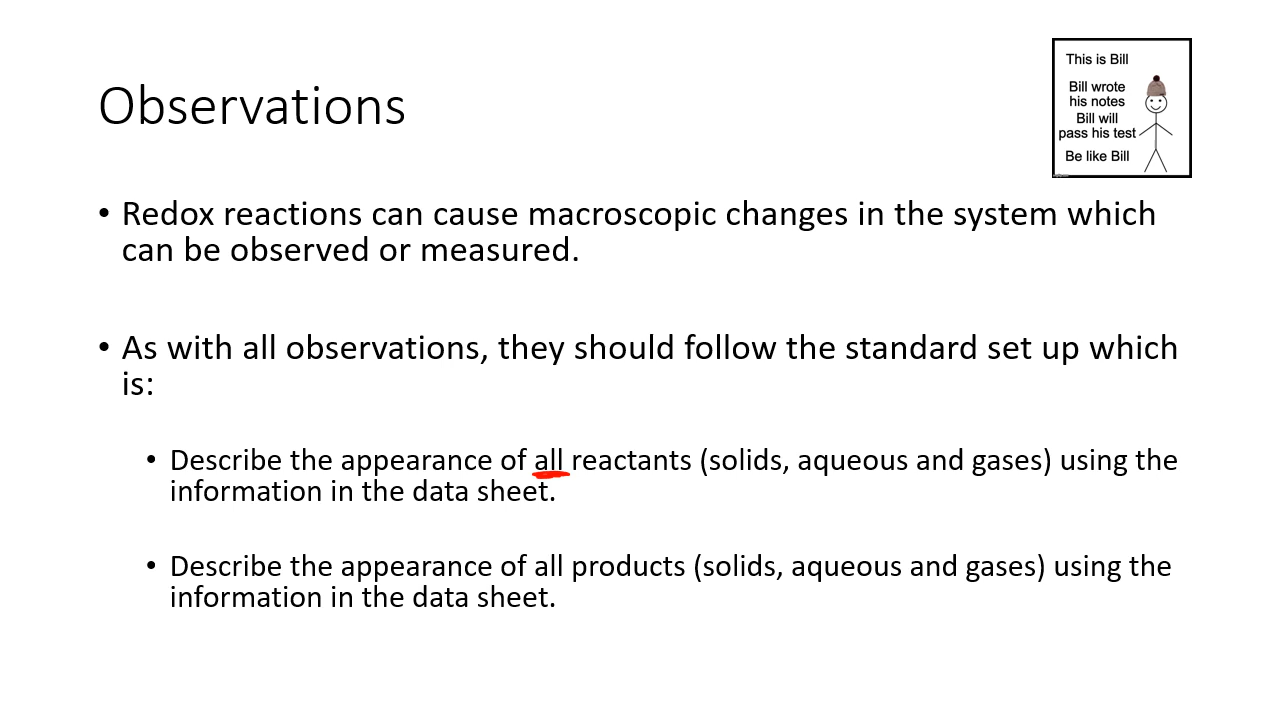 Observations
This is Bill
Bill wrote
his notes
Bill will
pass his test
Be like Bill
• Redox reactions can cause macroscopic changes in the system which
can be observed or measured.
• As with all observations, they should follow the standard set up which
is:
• Describe the appearance of all reactants (solids, aqueous and gases) using the
information in the data sheet.
• Describe the appearance of all products (solids, aqueous and gases) using the
information in the data sheet.